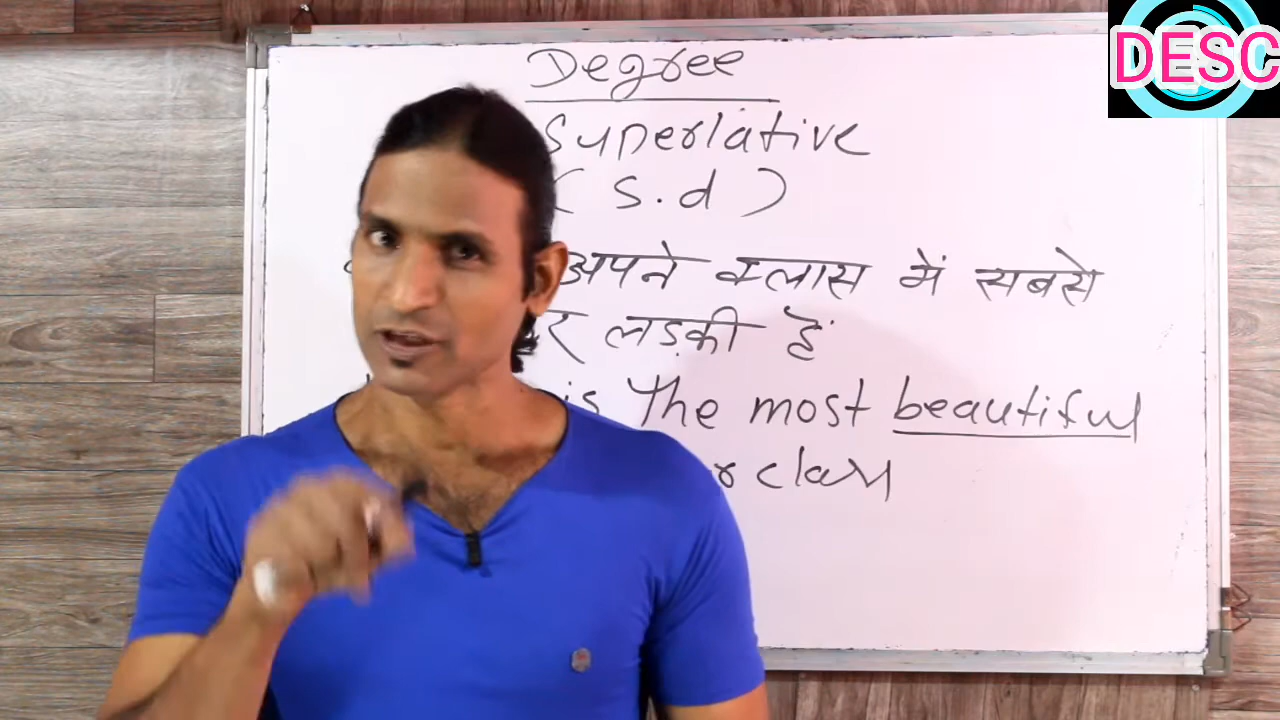 DESC
Degree
Superlative
( S.d )
अपने क्लास में सबसे
लड़की है
is the most beautiful
class